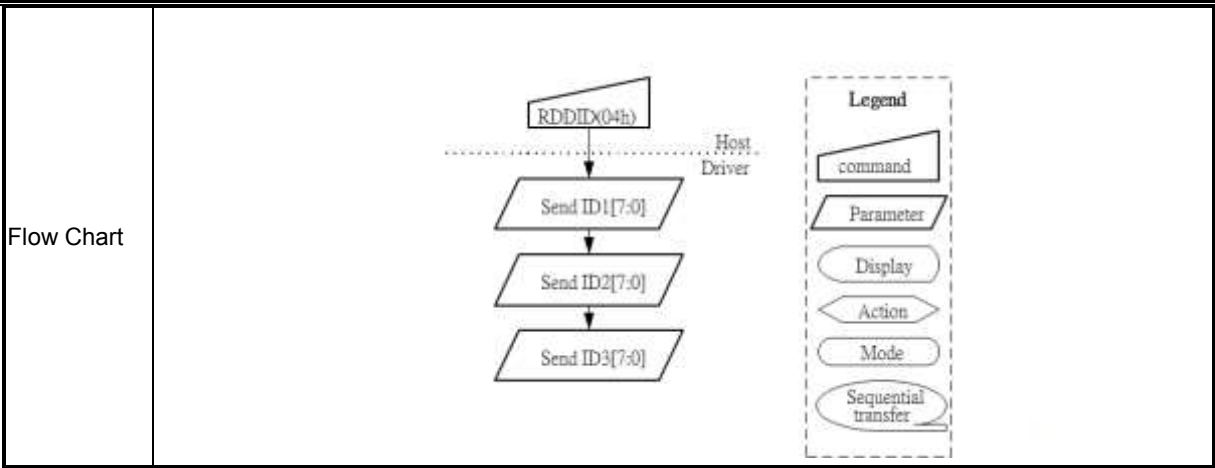 Flow Chart
RDDID(04h)
Host
Driver
Send ID1[7:0]
Send ID2[7:0]
Send ID3[7:0]
Legend
command
Parameter
Display
Action
Mode
Sequential
transfer